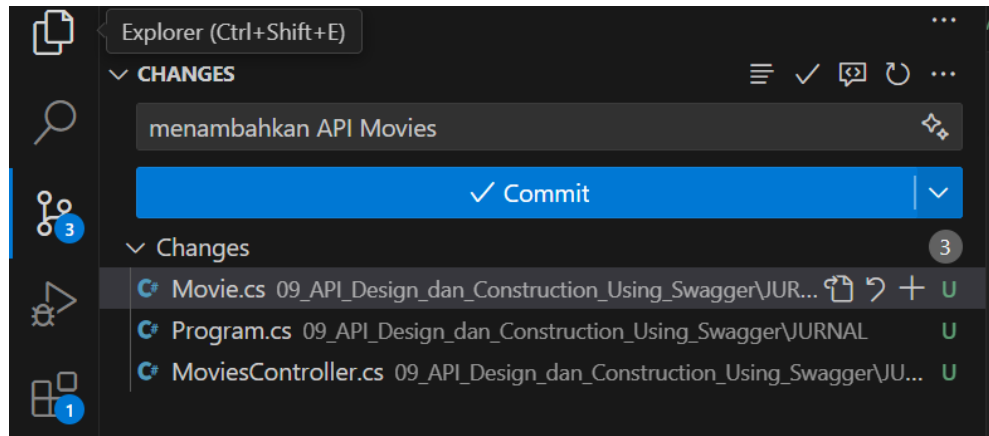 Explorer (Ctrl+Shift+E)
CHANGES
menambahkan API Movies
Commit
3
Changes 3
C# Movie.cs 09_API_Design_dan_Construction_Using_Swagger\JUR... U
C# Program.cs 09_API_Design_dan_Construction_Using_Swagger\JURNAL U
C# MoviesController.cs 09_API_Design_dan_Construction_Using_Swagger\JU... U
1